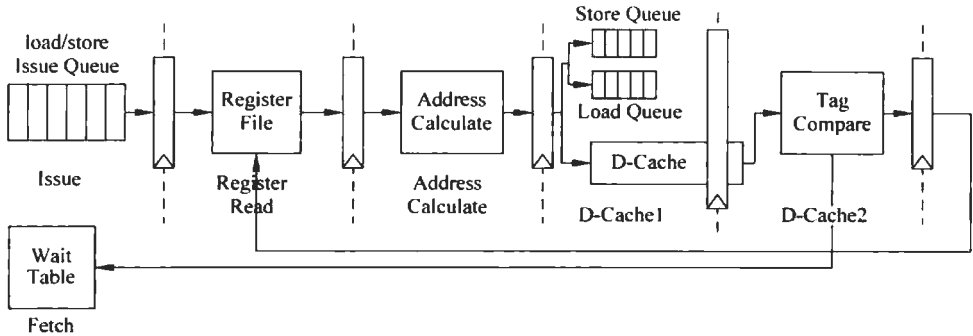 load/store
Issue Queue
Issue
Register
File
Register
Read
Address
Calculate
Address
Calculate
Store Queue
Load Queue
D-Cache
D-Cache1
Tag
Compare
D-Cache2
Wait
Table
Fetch